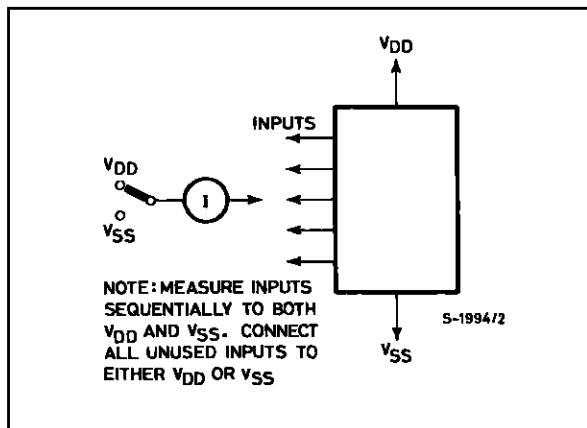 VDD
INPUTS
VDD
I
VSS
NOTE: MEASURE INPUTS
SEQUENTIALLY TO BOTH
VDD AND VSS. CONNECT
ALL UNUSED INPUTS TO
EITHER VDD OR VSS
S-1994/2
VSS